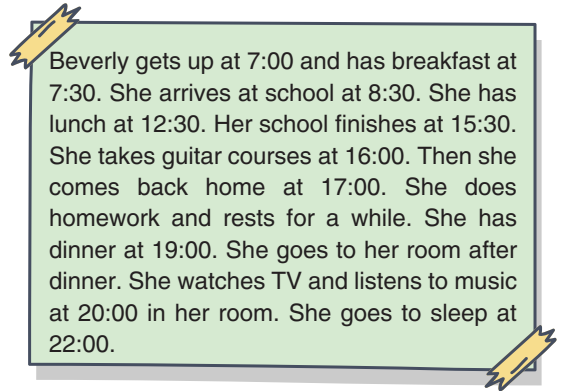 Beverly gets up at 7:00 and has breakfast at
7:30. She arrives at school at 8:30. She has
lunch at 12:30. Her school finishes at 15:30.
She takes guitar courses at 16:00. Then she
comes back home at 17:00. She does
homework and rests for a while. She has
dinner at 19:00. She goes to her room after
dinner. She watches TV and listens to music
at 20:00 in her room. She goes to sleep at
22:00.